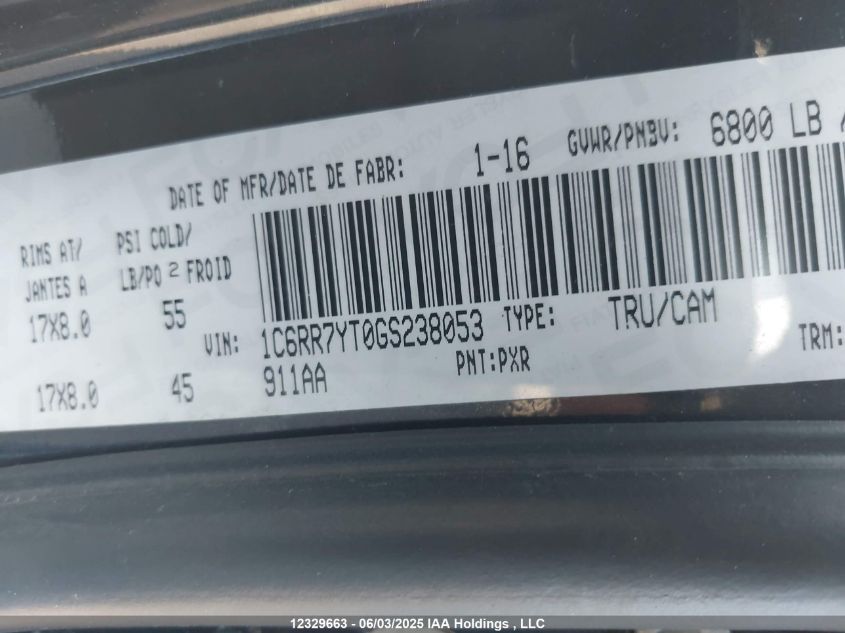 DATE OF MFR/DATE DE FABR: 1-16 GVWR/PNBV: 6800 LB
RIMS AT/ PSI COLD/
JANTES A LB/PO 2 FROID
17X8.0 55
VIN: 1C6RR7YT0GS238053 TYPE: TRU/CAM
17X8.0 45 911AA PNT:PXR TRM:
12329663 - 06/03/2025 IAA Holdings , LLC